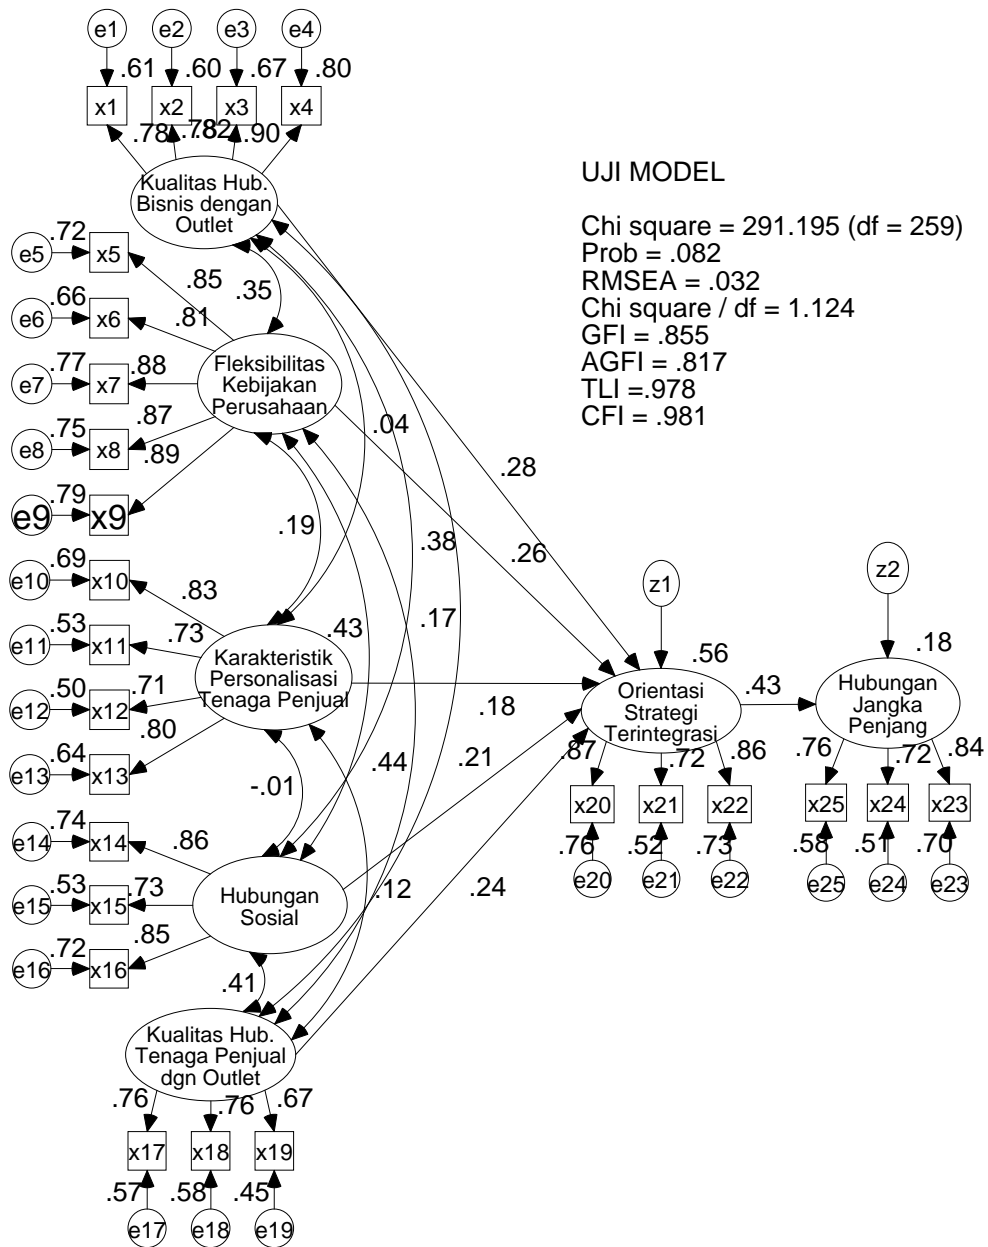 e1
e2
e3
e4
.61
.60
.67
.80
x1
x2
x3
x4
.78
.78
.82
.90
Kualitas Hub.
Bisnis dengan
Outlet
UJI MODEL
Chi square = 291.195 (df = 259)
Prob = .082
RMSEA = .032
Chi square / df = 1.124
GFI = .855
AGFI = .817
TLI =.978
CFI = .981
e5
.72
x5
.85
.35
e6
.66
x6
.81
Fleksibilitas
Kebijakan
Perusahaan
e7
.77
x7
.88
e8
.75
x8
.87
.04
.28
e9
.79
x9
.89
.19
.38
.26
e10
.69
x10
.83
z1
z2
e11
.53
x11
.73
.43
.17
Karakteristik
Personalisasi
Tenaga Penjual
.56
.18
e12
.50
x12
.71
Orientasi
Strategi
Terintegrasi
.43
Hubungan
Jangka
Penjang
e13
.64
x13
.80
.18
-.01
.44
.21
.87
.72
.86
.76
.72
.84
x20
x21
x22
x25
x24
x23
e14
.74
x14
.86
.76
.52
.73
.58
.51
.70
e20
e21
e22
e25
e24
e23
e15
.53
x15
.73
Hubungan
Sosial
.12
.24
e16
.72
x16
.85
.41
Kualitas Hub.
Tenaga Penjual
dgn Outlet
.76
.76
.67
x17
x18
x19
.57
.58
.45
e17
e18
e19